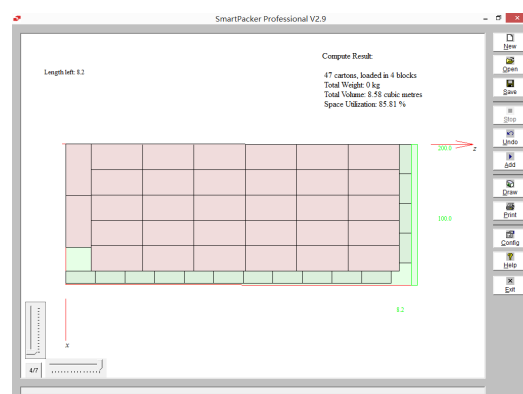 SmartPacker Professional V2.9
New
Open
Save
Stop
Undo
Add
Draw
Print
Config
Help
Exit
Compute Result:
Length left: 8.2
47 cartons, loaded in 4 blocks
Total Weight: 0 kg
Total Volume: 8.58 cubic metres
Space Utilization: 85.81 %
200.0
z
100.0
8.2
x
4/7